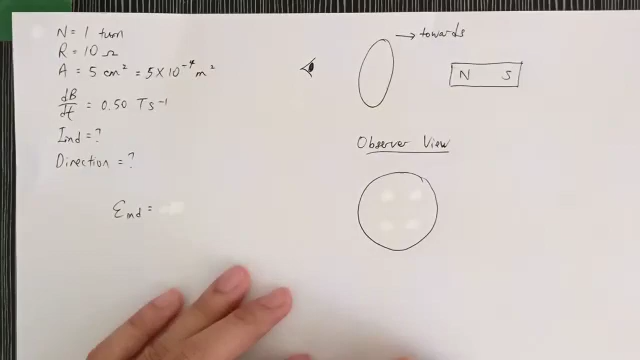 N = 1 turn
R = 10 Ω
A = 5 cm² = 5 × 10⁻⁴ m²
dB/dt = 0.50 Ts⁻¹
Iind = ?
Direction = ?
Ɛind =
→ towards
N S
Observer View